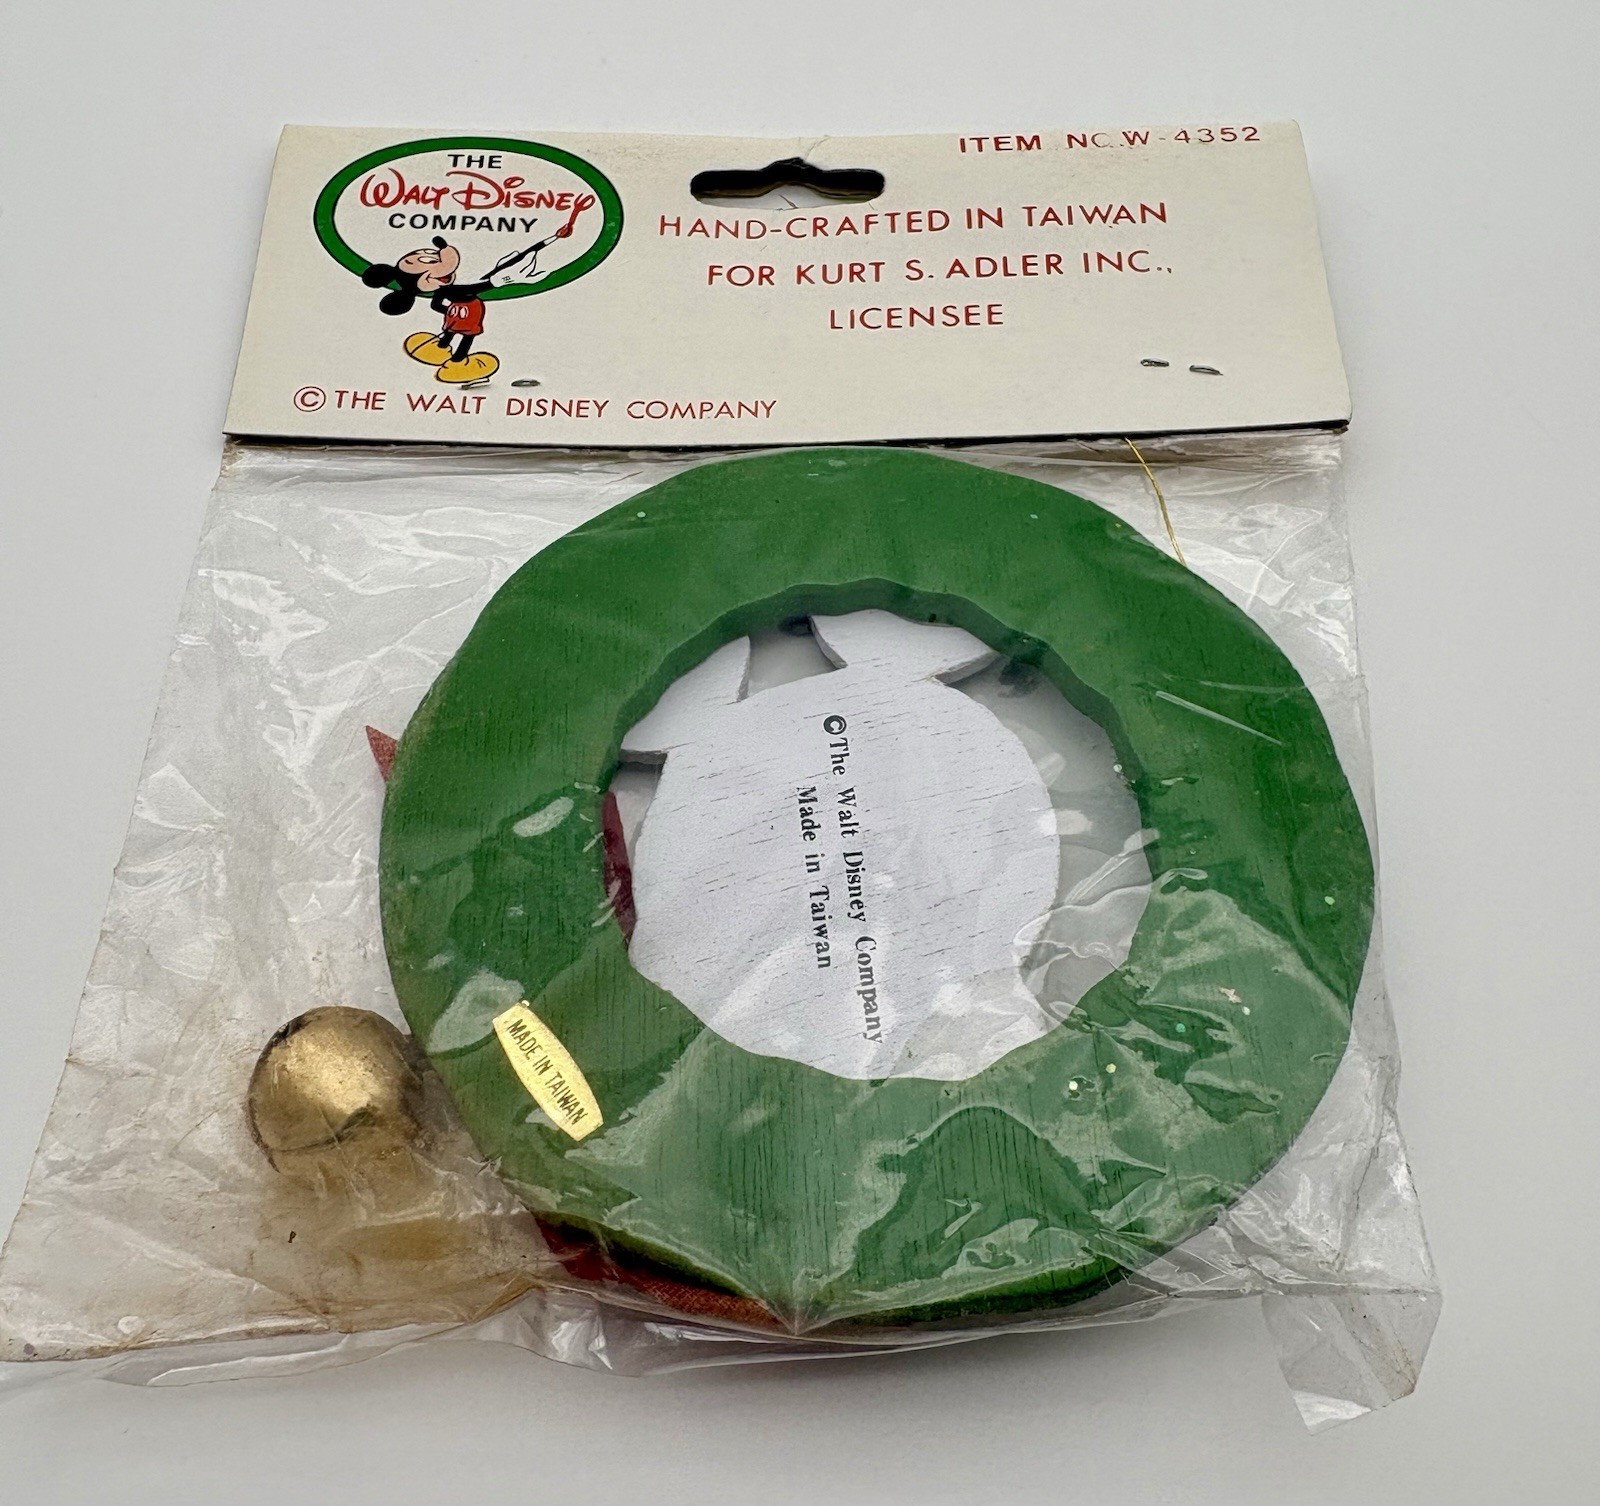 THE
WALT DISNEY
COMPANY
ITEM NO.W-4352
HAND-CRAFTED IN TAIWAN
FOR KURT S. ADLER INC.,
LICENSEE
© THE WALT DISNEY COMPANY
©The Walt Disney Company
Made in Taiwan
MADE IN TAIWAN